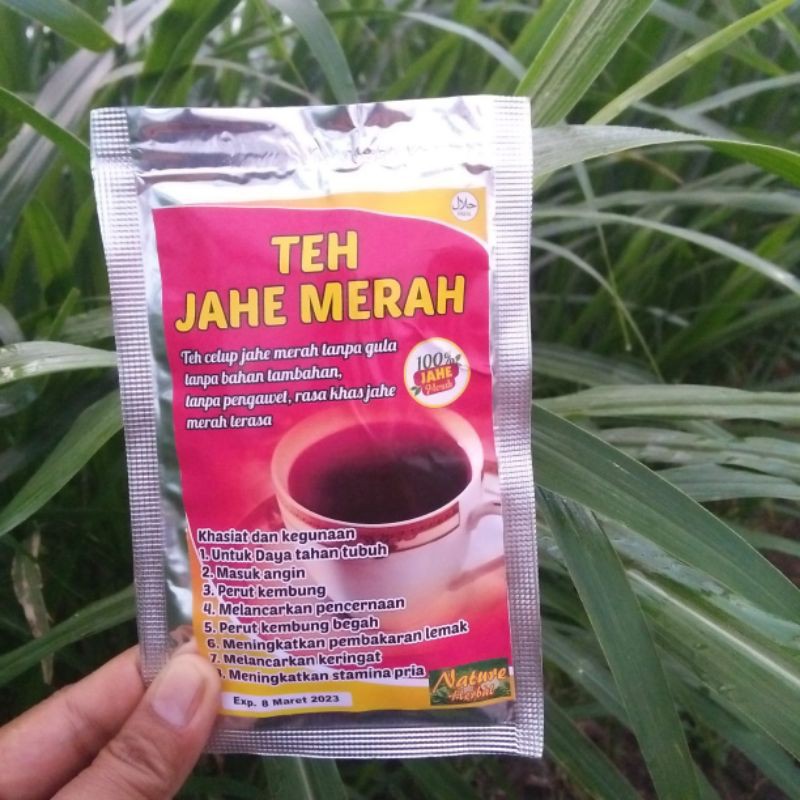 حلال
TEH
JAHE MERAH
Teh celup jahe merah tanpa gula
tanpa bahan tambahan,
tanpa pengawet, rasa khas jahe
merah terasa
100%
JAHE
Merah
Khasiat dan kegunaan
1. Untuk Daya tahan tubuh
2. Masuk angin
3. Perut kembung
4. Melancarkan pencernaan
5. Perut kembung begah
6. Meningkatkan pembakaran lemak
7. Melancarkan keringat
. Meningkatkan stamina pria
Nature
Herbal
Exp. 8 Maret 2023